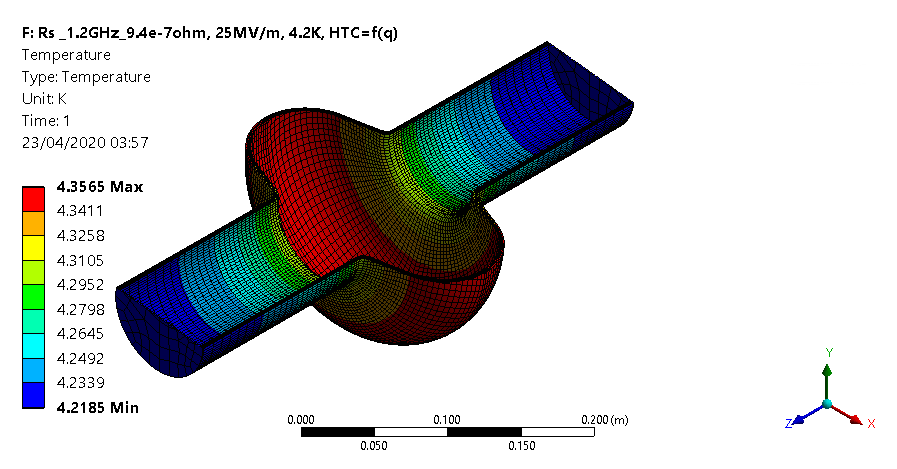 F: Rs _1.2GHz_9.4e-7ohm, 25MV/m, 4.2K, HTC=f(q)
Temperature
Type: Temperature
Unit: K
Time: 1
23/04/2020 03:57
4.3565 Max
4.3411
4.3258
4.3105
4.2952
4.2798
4.2645
4.2492
4.2339
4.2185 Min
0.000 0.100 0.200 (m)
0.050 0.150
Y
Z X